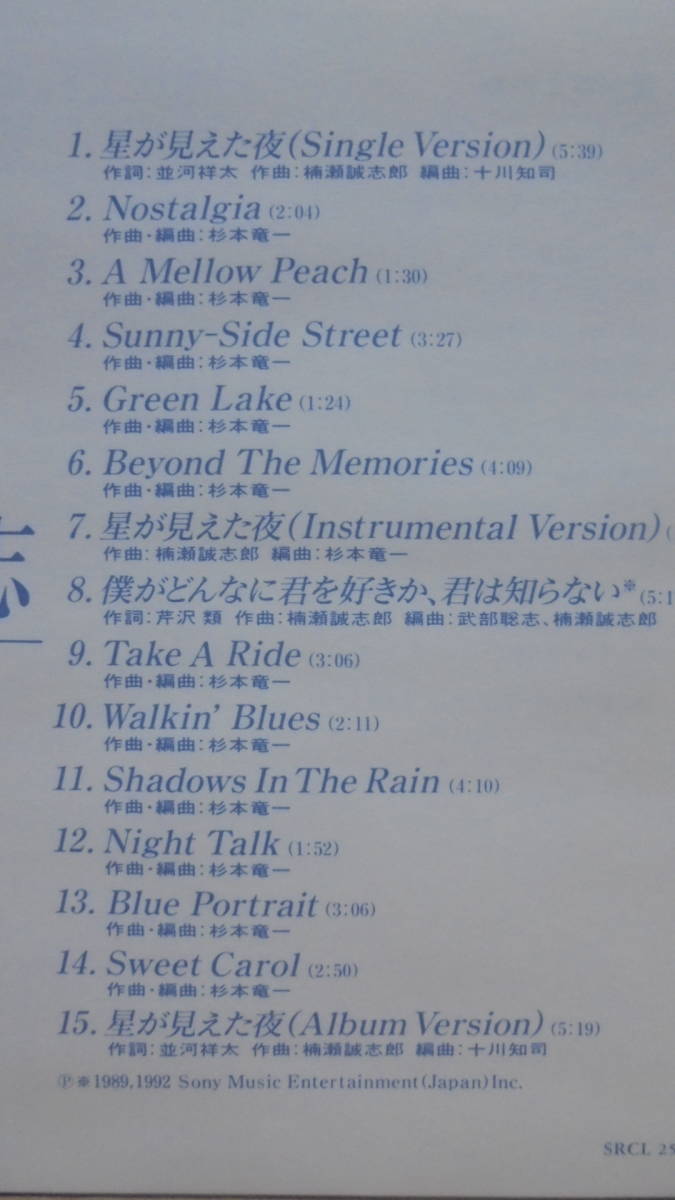 1. 星が見えた夜(Single Version) (5:39)
作詞:並河祥太 作曲:楠瀬誠志郎 編曲:十川知司
2. Nostalgia (2:04)
作曲・編曲:杉本竜一
3. A Mellow Peach (1:30)
作曲・編曲:杉本竜一
4. Sunny-Side Street (3:27)
作曲・編曲:杉本竜一
5. Green Lake (1:24)
作曲・編曲:杉本竜一
6. Beyond The Memories (4:09)
作曲・編曲:杉本竜一
7. 星が見えた夜(Instrumental Version) (
作曲:楠瀬誠志郎 編曲:杉本竜一
8. 僕がどんなに君を好きか、君は知らない※ (5:1
作詞:芹沢 類 作曲:楠瀬誠志郎 編曲:武部聡志、楠瀬誠志郎
9. Take A Ride (3:06)
作曲・編曲:杉本竜一
10. Walkin' Blues (2:11)
作曲・編曲:杉本竜一
11. Shadows In The Rain (4:10)
作曲・編曲:杉本竜一
12. Night Talk (1:52)
作曲・編曲:杉本竜一
13. Blue Portrait (3:06)
作曲・編曲:杉本竜一
14. Sweet Carol (2:50)
作曲・編曲:杉本竜一
15. 星が見えた夜(Album Version) (5:19)
作詞:並河祥太 作曲:楠瀬誠志郎 編曲:十川知司
Ⓟ※1989,1992 Sony Music Entertainment(Japan)Inc.
SRCL 25